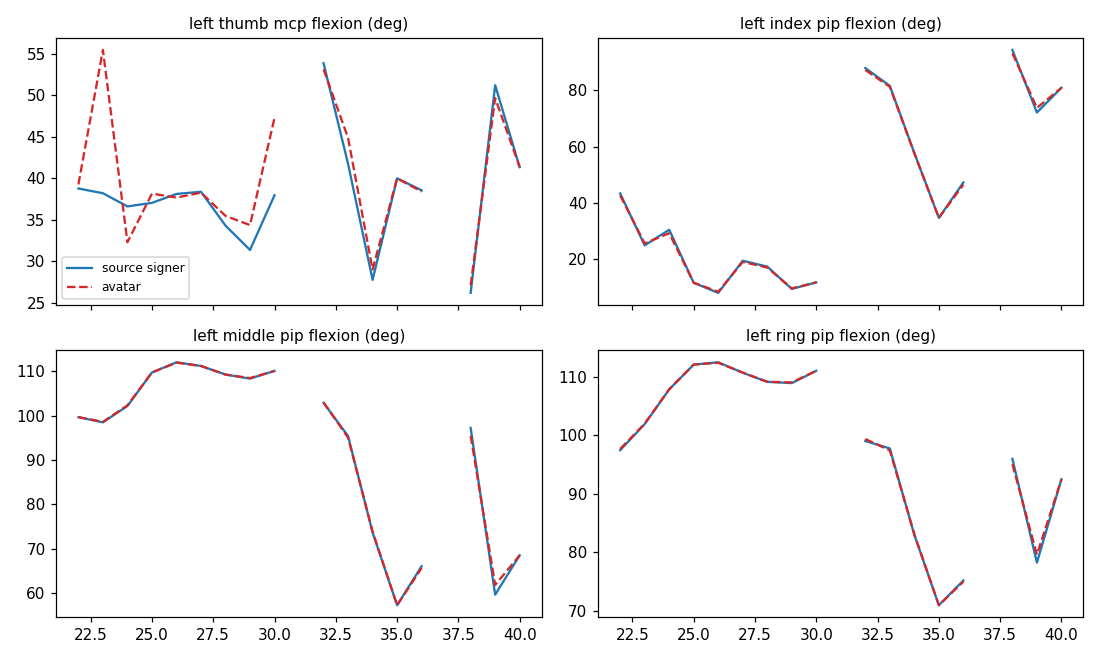 left thumb mcp flexion (deg)
left index pip flexion (deg)
55
50
45
40
35
30
25
source signer
avatar
80
60
40
20
left middle pip flexion (deg)
left ring pip flexion (deg)
110
100
90
80
70
60
22.5 25.0 27.5 30.0 32.5 35.0 37.5 40.0
110
100
90
80
70
22.5 25.0 27.5 30.0 32.5 35.0 37.5 40.0